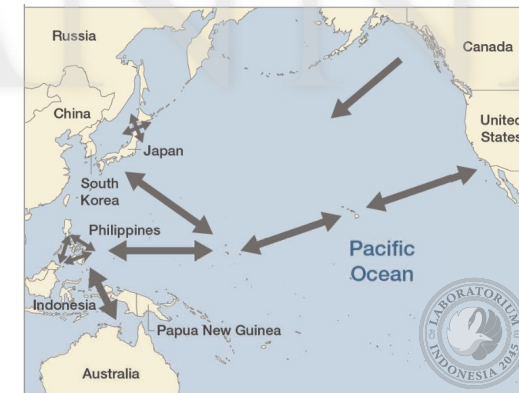 Russia
Canada
China
United
States
Japan
South
Korea
Philippines
Pacific
Ocean
Indonesia
Papua New Guinea
Australia
LABORATORIUM
INDONESIA 2045